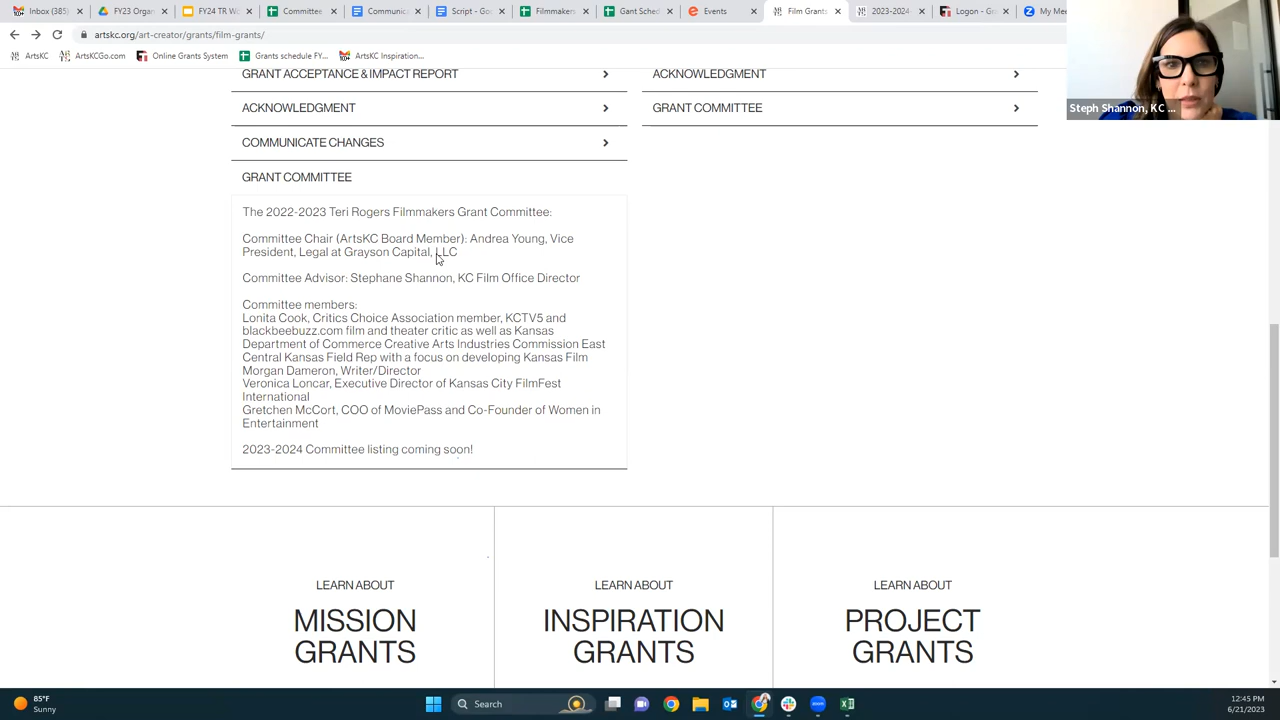 Inbox (385)
FY23 Organ
FY24 TR Wo
Committee
Communic
Script - Go
Filmmakers
Gant Sched
Events
Film Grants
2023-2024
Logon - Gr
My Me
artskc.org/art-creator/grants/film-grants/
ArtsKC
ArtsKCGo.com
Online Grants System
Grants schedule FY...
ArtsKC Inspiration...
Steph Shannon, KC ...
GRANT ACCEPTANCE & IMPACT REPORT
ACKNOWLEDGMENT
COMMUNICATE CHANGES
GRANT COMMITTEE
The 2022-2023 Teri Rogers Filmmakers Grant Committee:
Committee Chair (ArtsKC Board Member): Andrea Young, Vice
President, Legal at Grayson Capital, LLC
Committee Advisor: Stephane Shannon, KC Film Office Director
Committee members:
Lonita Cook, Critics Choice Association member, KCTV5 and
blackbeebuzz.com film and theater critic as well as Kansas
Department of Commerce Creative Arts Industries Commission East
Central Kansas Field Rep with a focus on developing Kansas Film
Morgan Dameron, Writer/Director
Veronica Loncar, Executive Director of Kansas City FilmFest
International
Gretchen McCort, COO of MoviePass and Co-Founder of Women in
Entertainment
2023-2024 Committee listing coming soon!
ACKNOWLEDGMENT
GRANT COMMITTEE
LEARN ABOUT
MISSION
GRANTS
LEARN ABOUT
INSPIRATION
GRANTS
LEARN ABOUT
PROJECT
GRANTS
85°F
Sunny
Search
12:45 PM
6/21/2023